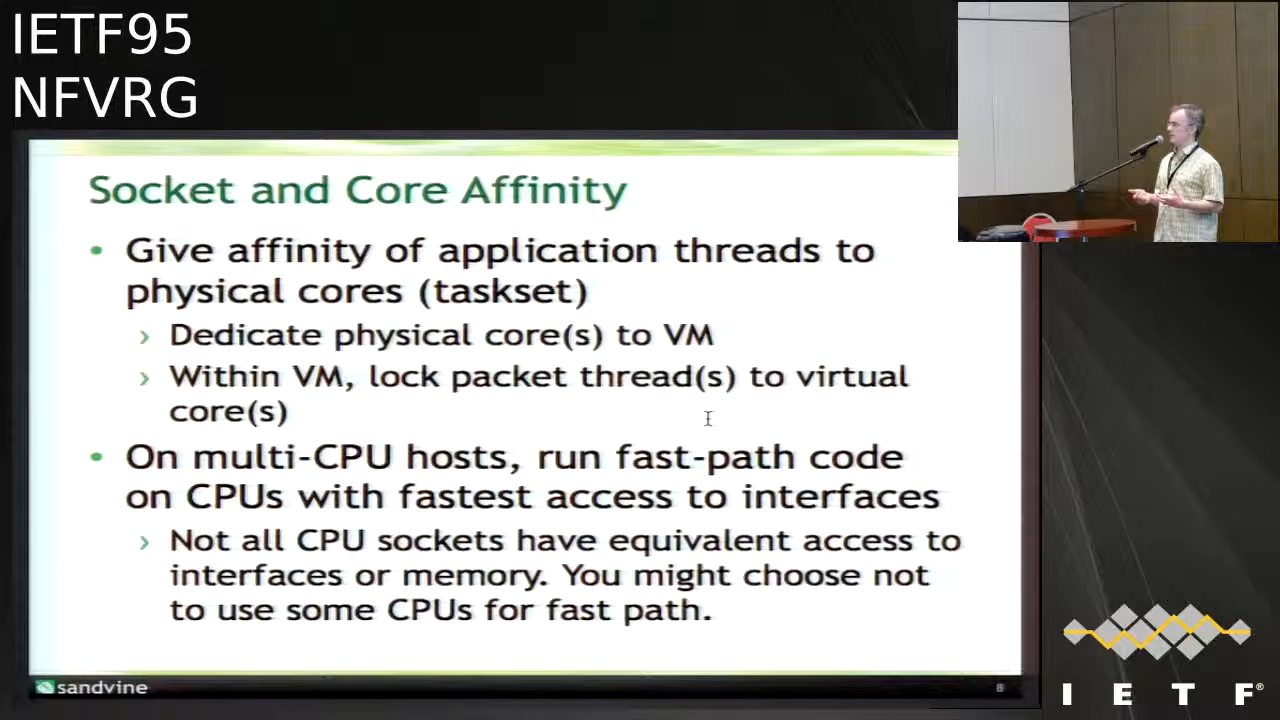 IETF95
NFVRG
Socket and Core Affinity
• Give affinity of application threads to
physical cores (taskset)
› Dedicate physical core(s) to VM
› Within VM, lock packet thread(s) to virtual
core(s)
• On multi-CPU hosts, run fast-path code
on CPUs with fastest access to interfaces
› Not all CPU sockets have equivalent access to
interfaces or memory. You might choose not
to use some CPUs for fast path.
sandvine
8
I E T F®